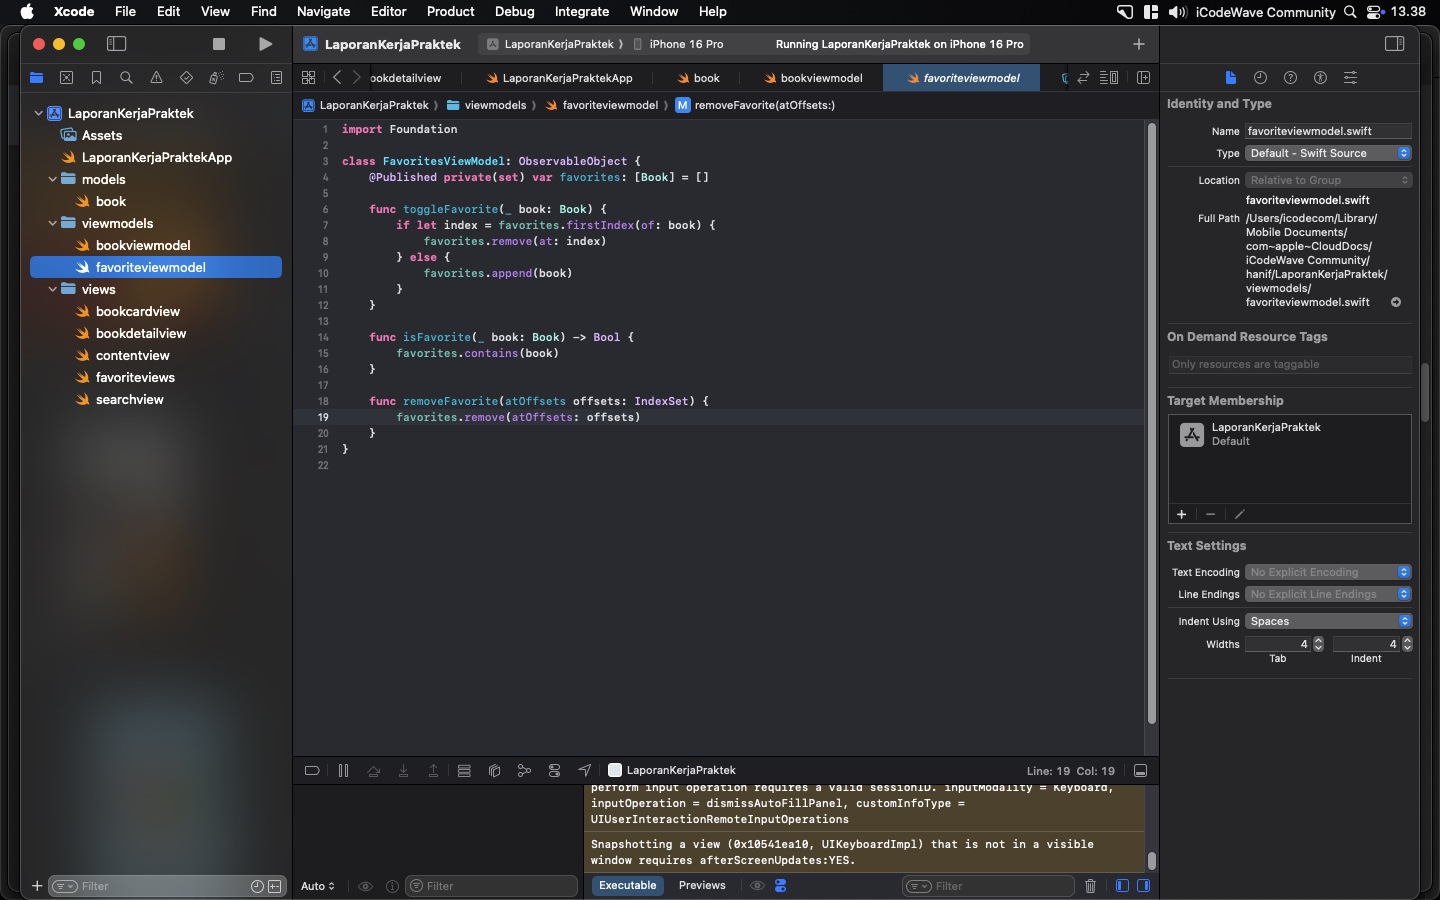 Xcode File Edit View Find Navigate Editor Product Debug Integrate Window Help
iCodeWave Community 13.38
LaporanKerjaPraktek
LaporanKerjaPraktek iPhone 16 Pro
Running LaporanKerjaPraktek on iPhone 16 Pro
ookdetailview
LaporanKerjaPraktekApp
book
bookviewmodel
favoriteviewmodel
LaporanKerjaPraktek viewmodels favoriteviewmodel M removeFavorite(atOffsets:)
LaporanKerjaPraktek
Assets
LaporanKerjaPraktekApp
models
book
viewmodels
bookviewmodel
favoriteviewmodel
views
bookcardview
bookdetailview
contentview
favoriteviews
searchview
Filter
1 import Foundation
2
3 class FavoritesViewModel: ObservableObject {
4 @Published private(set) var favorites: [Book] = []
5
6 func toggleFavorite(_ book: Book) {
7 if let index = favorites.firstIndex(of: book) {
8 favorites.remove(at: index)
9 } else {
10 favorites.append(book)
11 }
12 }
13
14 func isFavorite(_ book: Book) -> Bool {
15 favorites.contains(book)
16 }
17
18 func removeFavorite(atOffsets offsets: IndexSet) {
19 favorites.remove(atOffsets: offsets)
20 }
21 }
22
LaporanKerjaPraktek
Line: 19 Col: 19
perform input operation requires a valid sessionID. inputModality = Keyboard,
inputOperation = dismissAutoFillPanel, customInfoType =
UIUserInteractionRemoteInputOperations
Snapshotting a view (0x10541ea10, UIKeyboardImpl) that is not in a visible
window requires afterScreenUpdates:YES.
Auto
Filter
Executable
Previews
Filter
Identity and Type
Name favoriteviewmodel.swift
Type Default - Swift Source
Location Relative to Group
favoriteviewmodel.swift
Full Path /Users/icodecom/Library/
Mobile Documents/
com~apple~CloudDocs/
iCodeWave Community/
hanif/LaporanKerjaPraktek/
viewmodels/
favoriteviewmodel.swift
On Demand Resource Tags
Only resources are taggable
Target Membership
LaporanKerjaPraktek
Default
Text Settings
Text Encoding No Explicit Encoding
Line Endings No Explicit Line Endings
Indent Using Spaces
Widths 4 4
Tab Indent